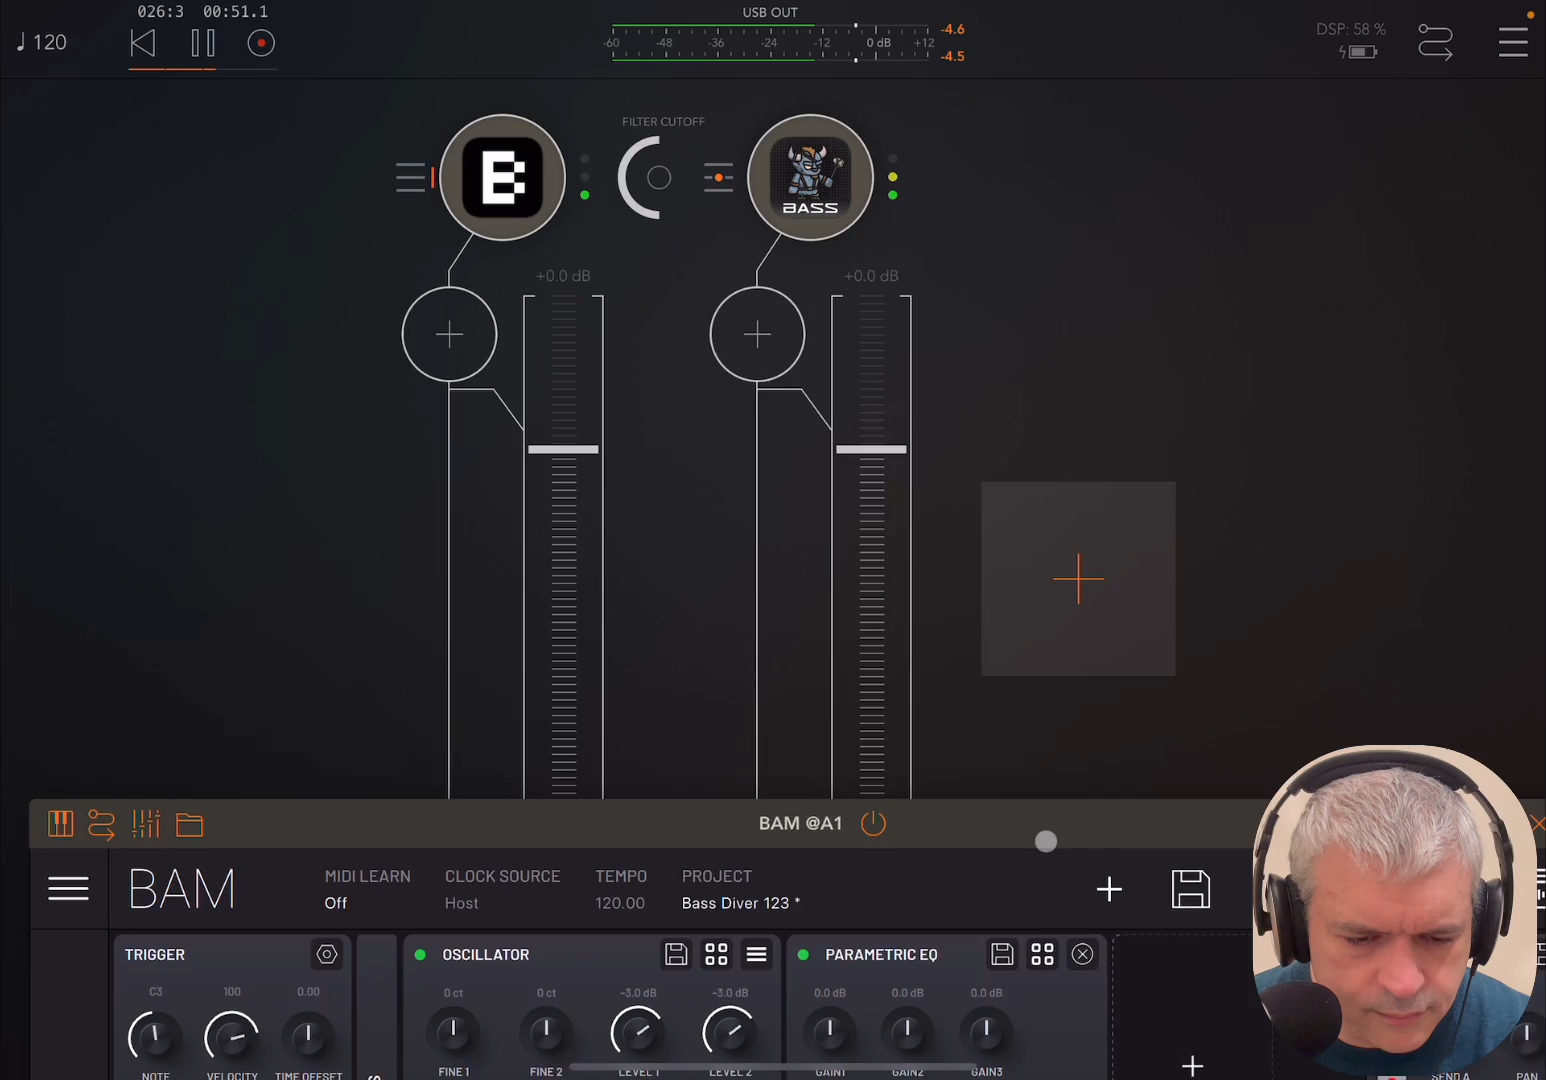 026:3 00:51.1
USB OUT
120
-60 -48 -36 -24 -12 0 dB +12
-4.6
-4.5
DSP: 58 %
FILTER CUTOFF
B
BASS
+0.0 dB
+0.0 dB
BAM @A1
BAM
MIDI LEARN
Off
CLOCK SOURCE
Host
TEMPO
120.00
PROJECT
Bass Diver 123 *
TRIGGER
OSCILLATOR
PARAMETRIC EQ
C3 100 0.00
0 ct 0 ct -3.0 dB -3.0 dB
0.0 dB 0.0 dB 0.0 dB
NOTE VELOCITY TIME OFFSET
FINE 1 FINE 2 LEVEL 1 LEVEL 2
GAIN1 GAIN2 GAIN3
SEND A PAN